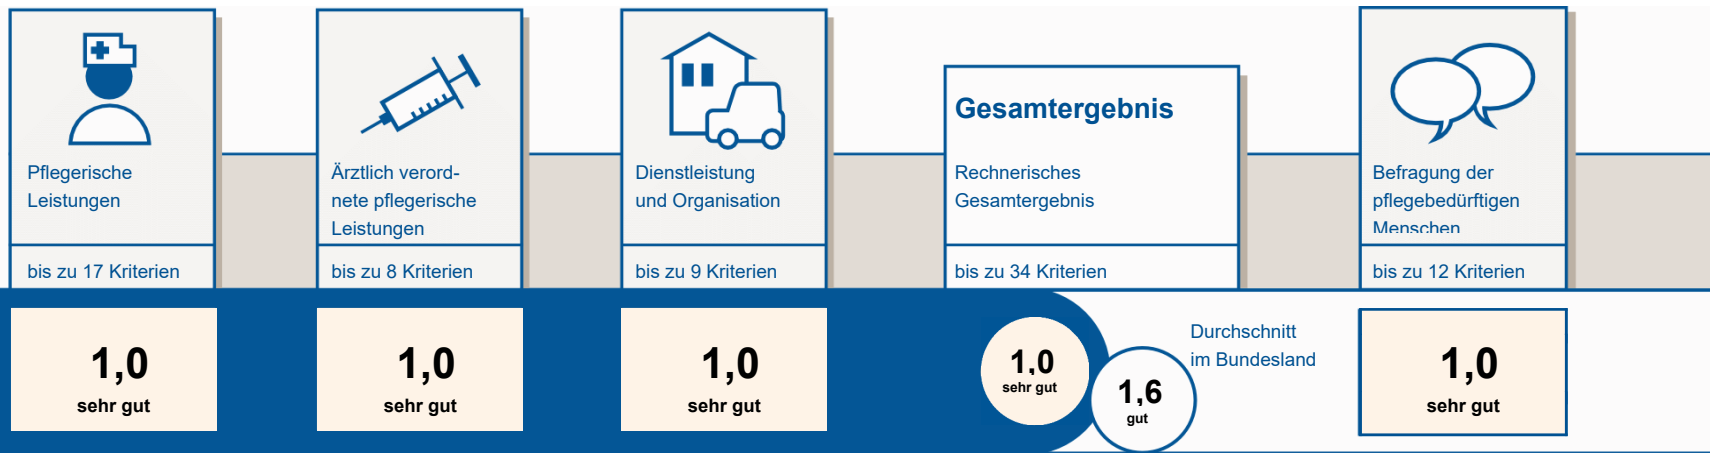 Pflegerische
Leistungen
bis zu 17 Kriterien
1,0
sehr gut
Ärztlich verord-
nete pflegerische
Leistungen
bis zu 8 Kriterien
1,0
sehr gut
Dienstleistung
und Organisation
bis zu 9 Kriterien
1,0
sehr gut
Gesamtergebnis
Rechnerisches
Gesamtergebnis
bis zu 34 Kriterien
1,0
sehr gut
1,6
gut
Durchschnitt
im Bundesland
Befragung der
pflegebedürftigen
Menschen
bis zu 12 Kriterien
1,0
sehr gut